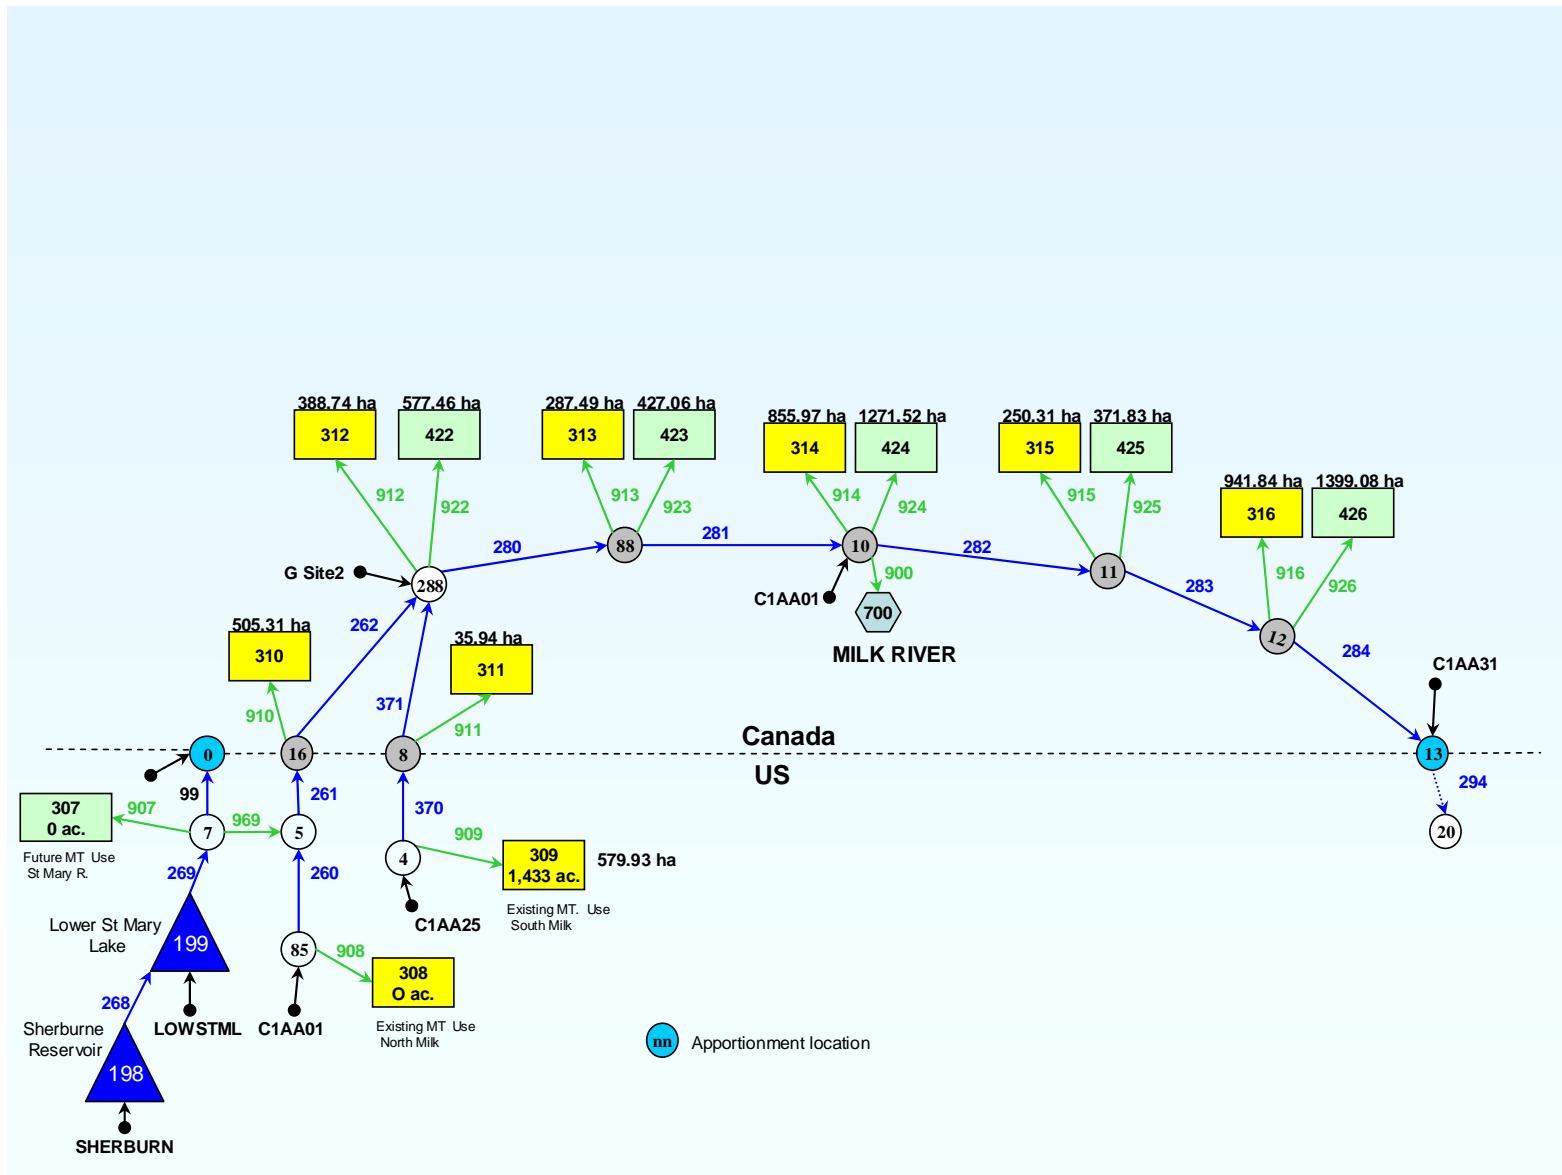 388.74 ha
577.46 ha
287.49 ha
427.06 ha
855.97 ha
1271.52 ha
250.31 ha
371.83 ha
312
422
313
423
314
424
315
425
941.84 ha
1399.08 ha
316
426
912
922
913
923
914
924
915
925
916
926
280
88
281
10
282
11
283
12
284
G Site2
288
900
C1AA01
700
MILK RIVER
262
505.31 ha
310
35.94 ha
311
910
371
911
C1AA31
Canada
US
0
16
8
13
294
20
99
261
370
307
0 ac.
907
7
969
5
4
909
309
1,433 ac.
579.93 ha
Future MT Use
St Mary R.
269
260
Existing MT. Use
South Milk
C1AA25
Lower St Mary
Lake
199
85
908
308
O ac.
268
LOWSTML
C1AA01
Existing MT Use
North Milk
Sherburne
Reservoir
198
SHERBURN
nn
Apportionment location